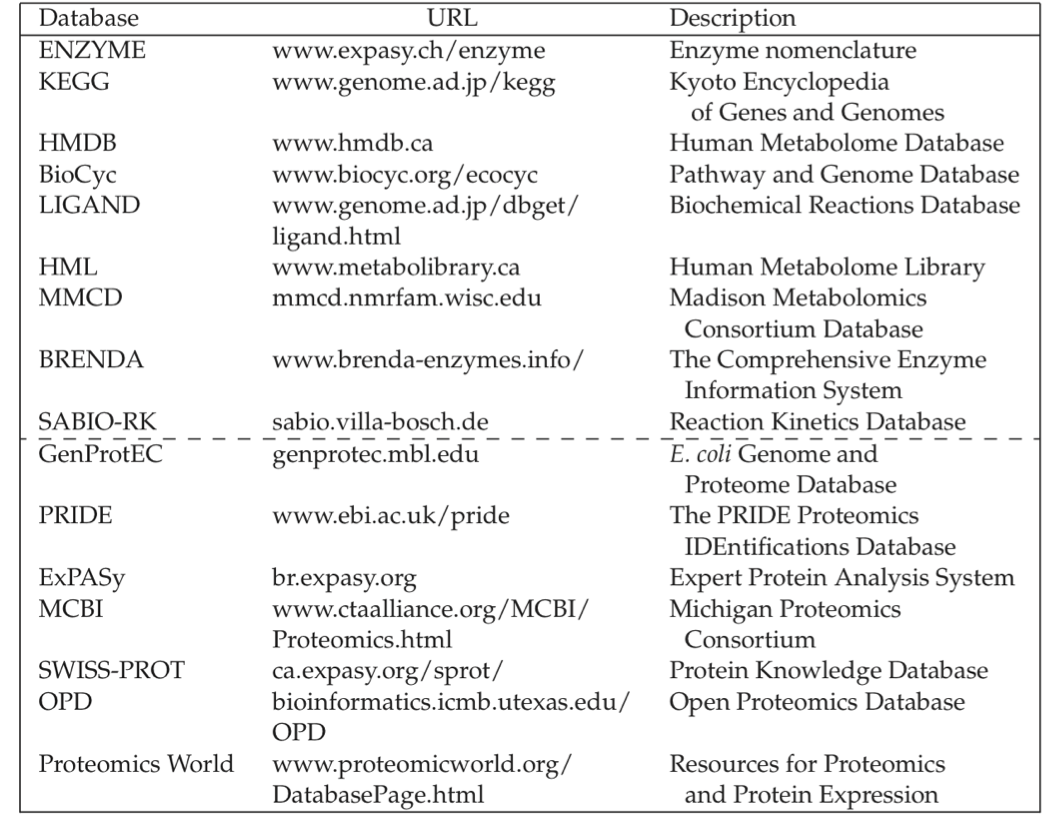 Database URL Description
ENZYME www.expasy.ch/enzyme Enzyme nomenclature
KEGG www.genome.ad.jp/kegg Kyoto Encyclopedia
of Genes and Genomes
HMDB www.hmdb.ca Human Metabolome Database
BioCyc www.biocyc.org/ecocyc Pathway and Genome Database
LIGAND www.genome.ad.jp/dbget/ Biochemical Reactions Database
ligand.html
HML www.metabolibrary.ca Human Metabolome Library
MMCD mmcd.nmrfam.wisc.edu Madison Metabolomics
Consortium Database
BRENDA www.brenda-enzymes.info/ The Comprehensive Enzyme
Information System
SABIO-RK sabio.villa-bosch.de Reaction Kinetics Database
GenProtEC genprotec.mbl.edu E. coli Genome and
Proteome Database
PRIDE www.ebi.ac.uk/pride The PRIDE Proteomics
IDEntifications Database
ExPASy br.expasy.org Expert Protein Analysis System
MCBI www.ctaalliance.org/MCBI/ Michigan Proteomics
Proteomics.html Consortium
SWISS-PROT ca.expasy.org/sprot/ Protein Knowledge Database
OPD bioinformatics.icmb.utexas.edu/ Open Proteomics Database
OPD
Proteomics World www.proteomicworld.org/ Resources for Proteomics
DatabasePage.html and Protein Expression